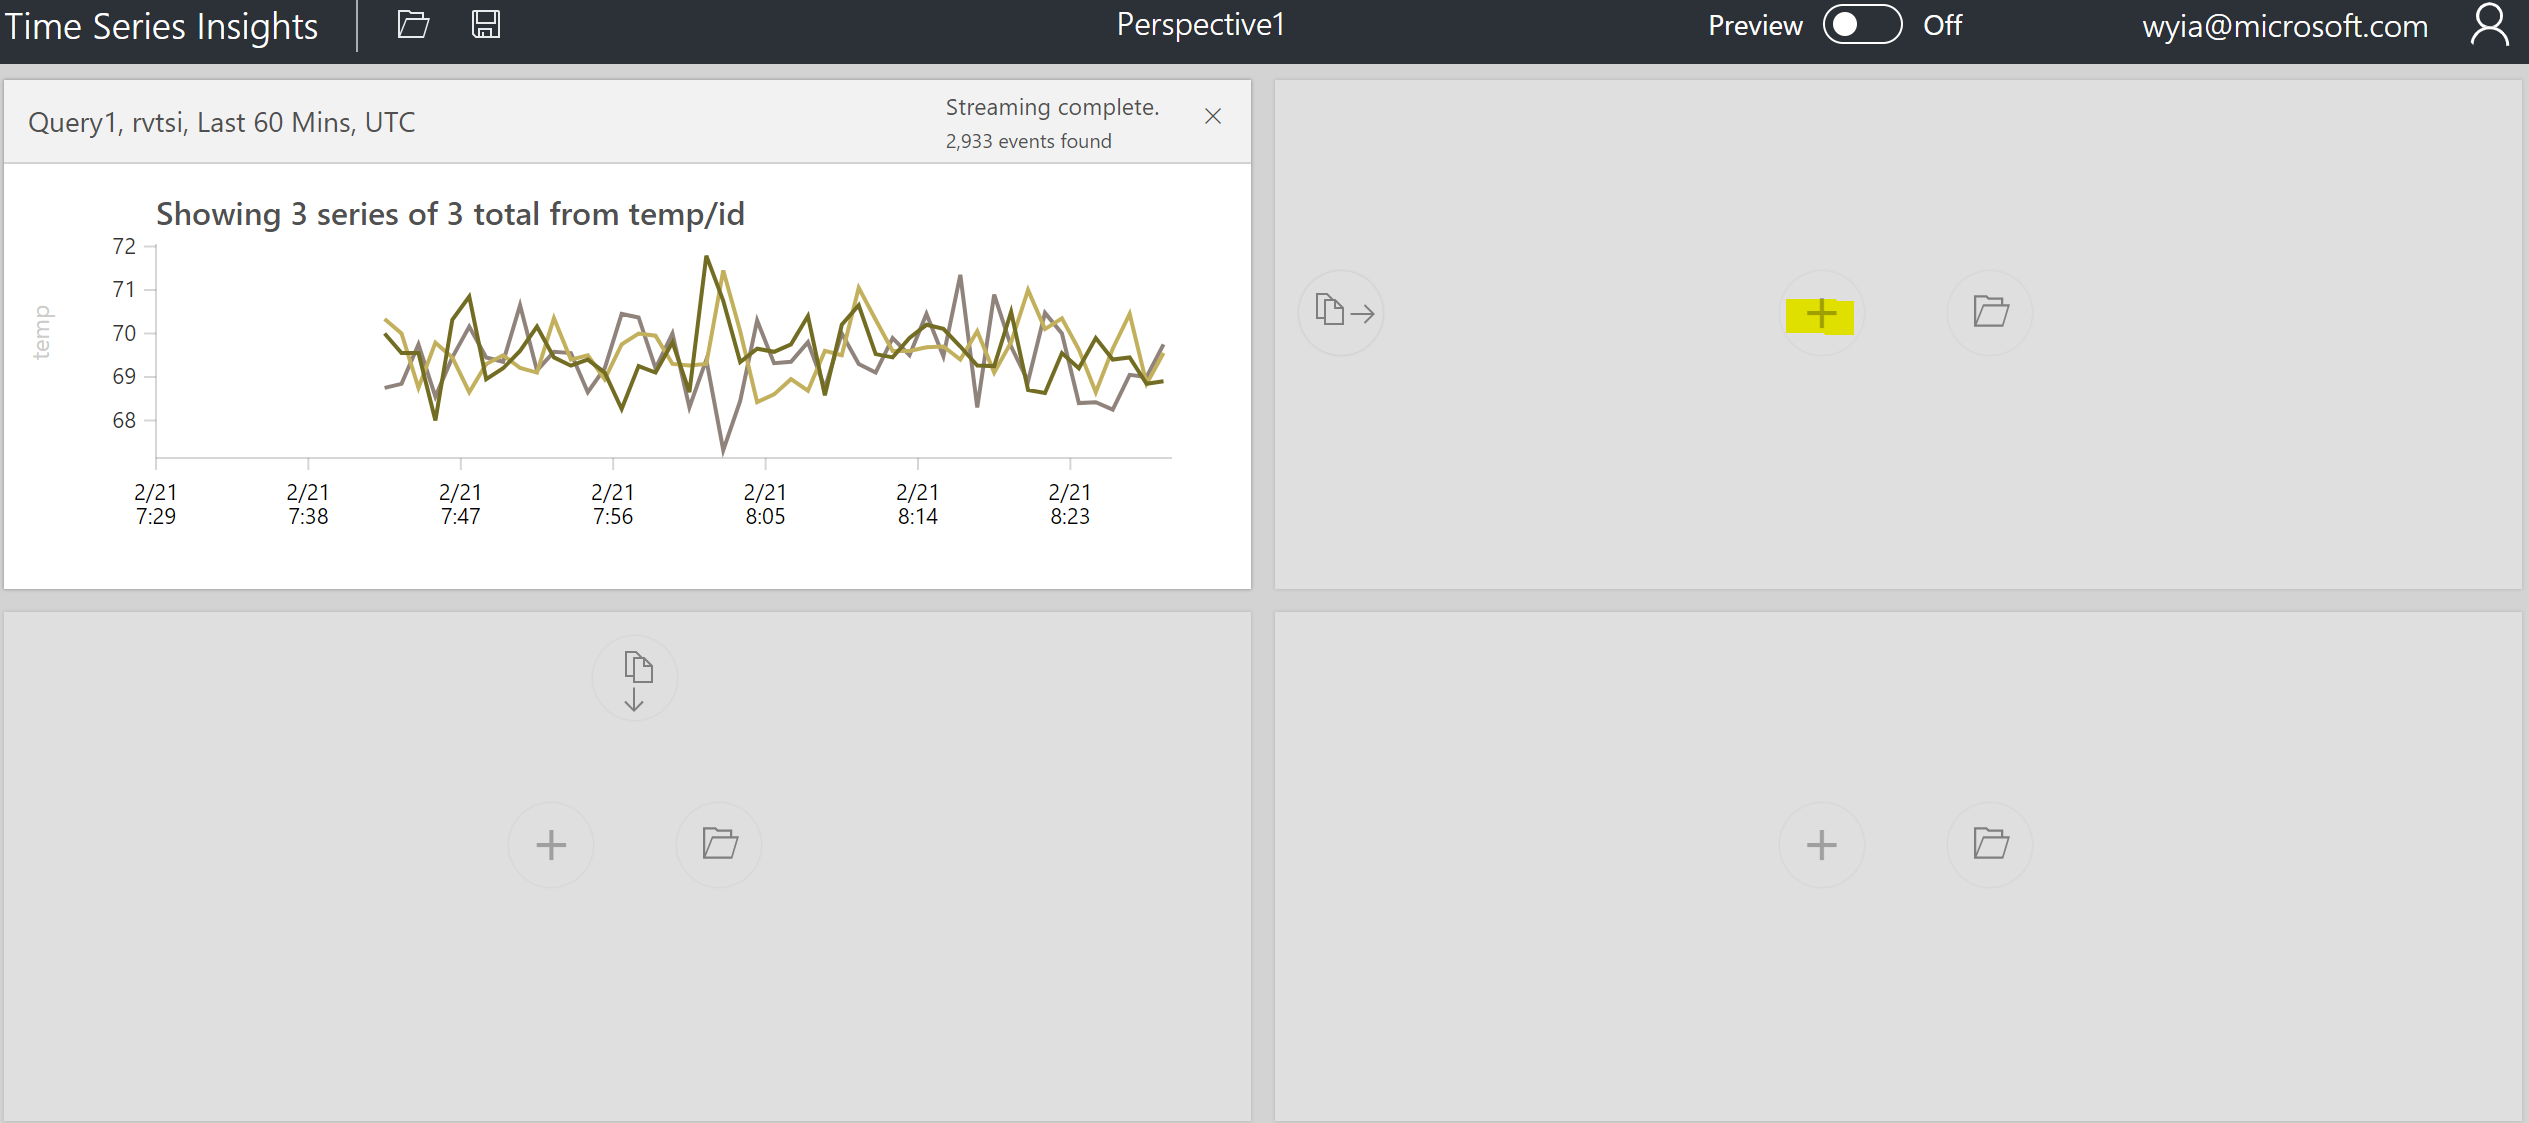 Time Series Insights
Perspective1
Preview
Off
wyia@microsoft.com
Query1, rvtsi, Last 60 Mins, UTC
Streaming complete.
2,933 events found
Showing 3 series of 3 total from temp/id
temp
72
71
70
69
68
2/21
7:29
2/21
7:38
2/21
7:47
2/21
7:56
2/21
8:05
2/21
8:14
2/21
8:23